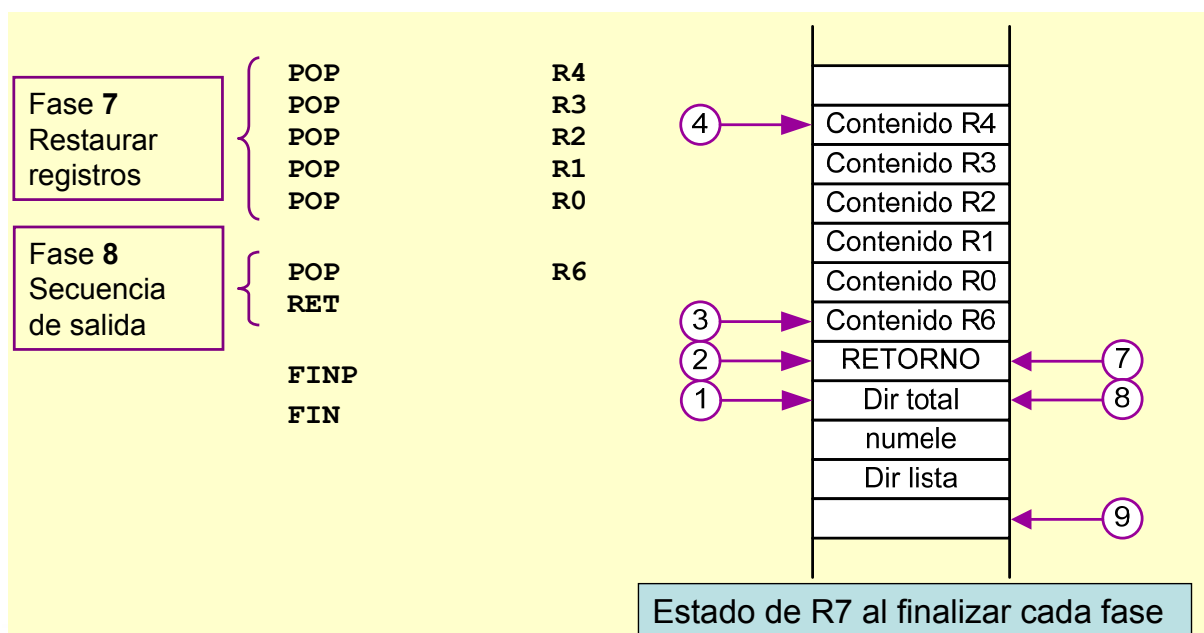 Fase 7
Restaurar
registros
POP R4
POP R3
POP R2
POP R1
POP R0
Fase 8
Secuencia
de salida
POP R6
RET
FINP
FIN
4
Contenido R4
Contenido R3
Contenido R2
Contenido R1
Contenido R0
3
Contenido R6
2
RETORNO
7
1
Dir total
8
numele
Dir lista
9
Estado de R7 al finalizar cada fase